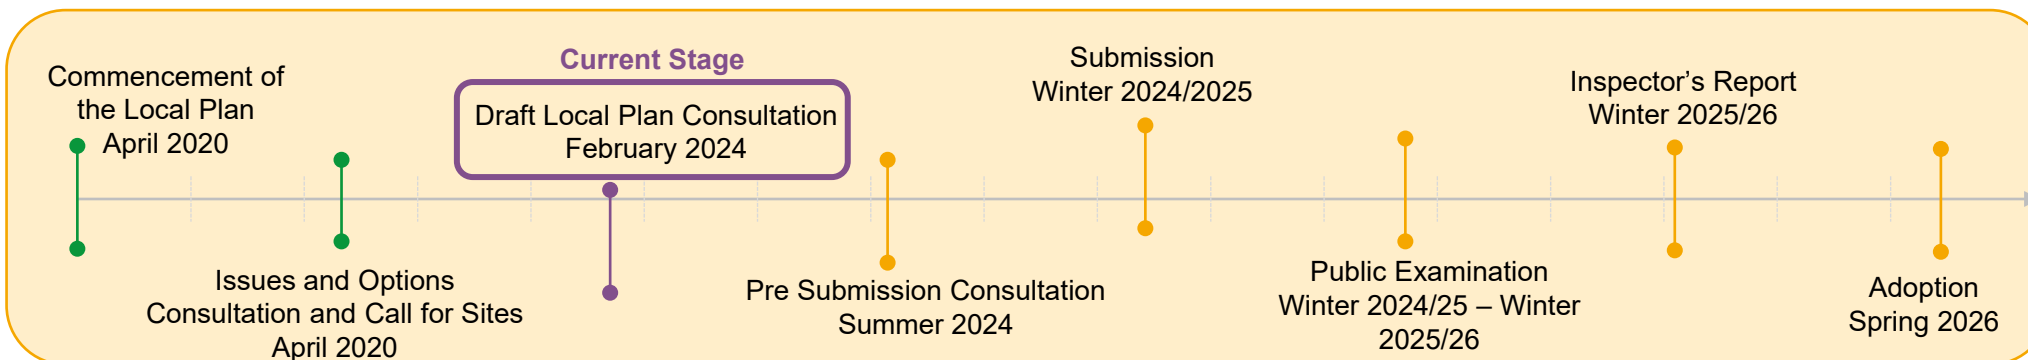 Commencement of
the Local Plan
April 2020
Issues and Options
Consultation and Call for Sites
April 2020
Current Stage
Draft Local Plan Consultation
February 2024
Pre Submission Consultation
Summer 2024
Submission
Winter 2024/2025
Public Examination
Winter 2024/25 – Winter
2025/26
Inspector’s Report
Winter 2025/26
Adoption
Spring 2026